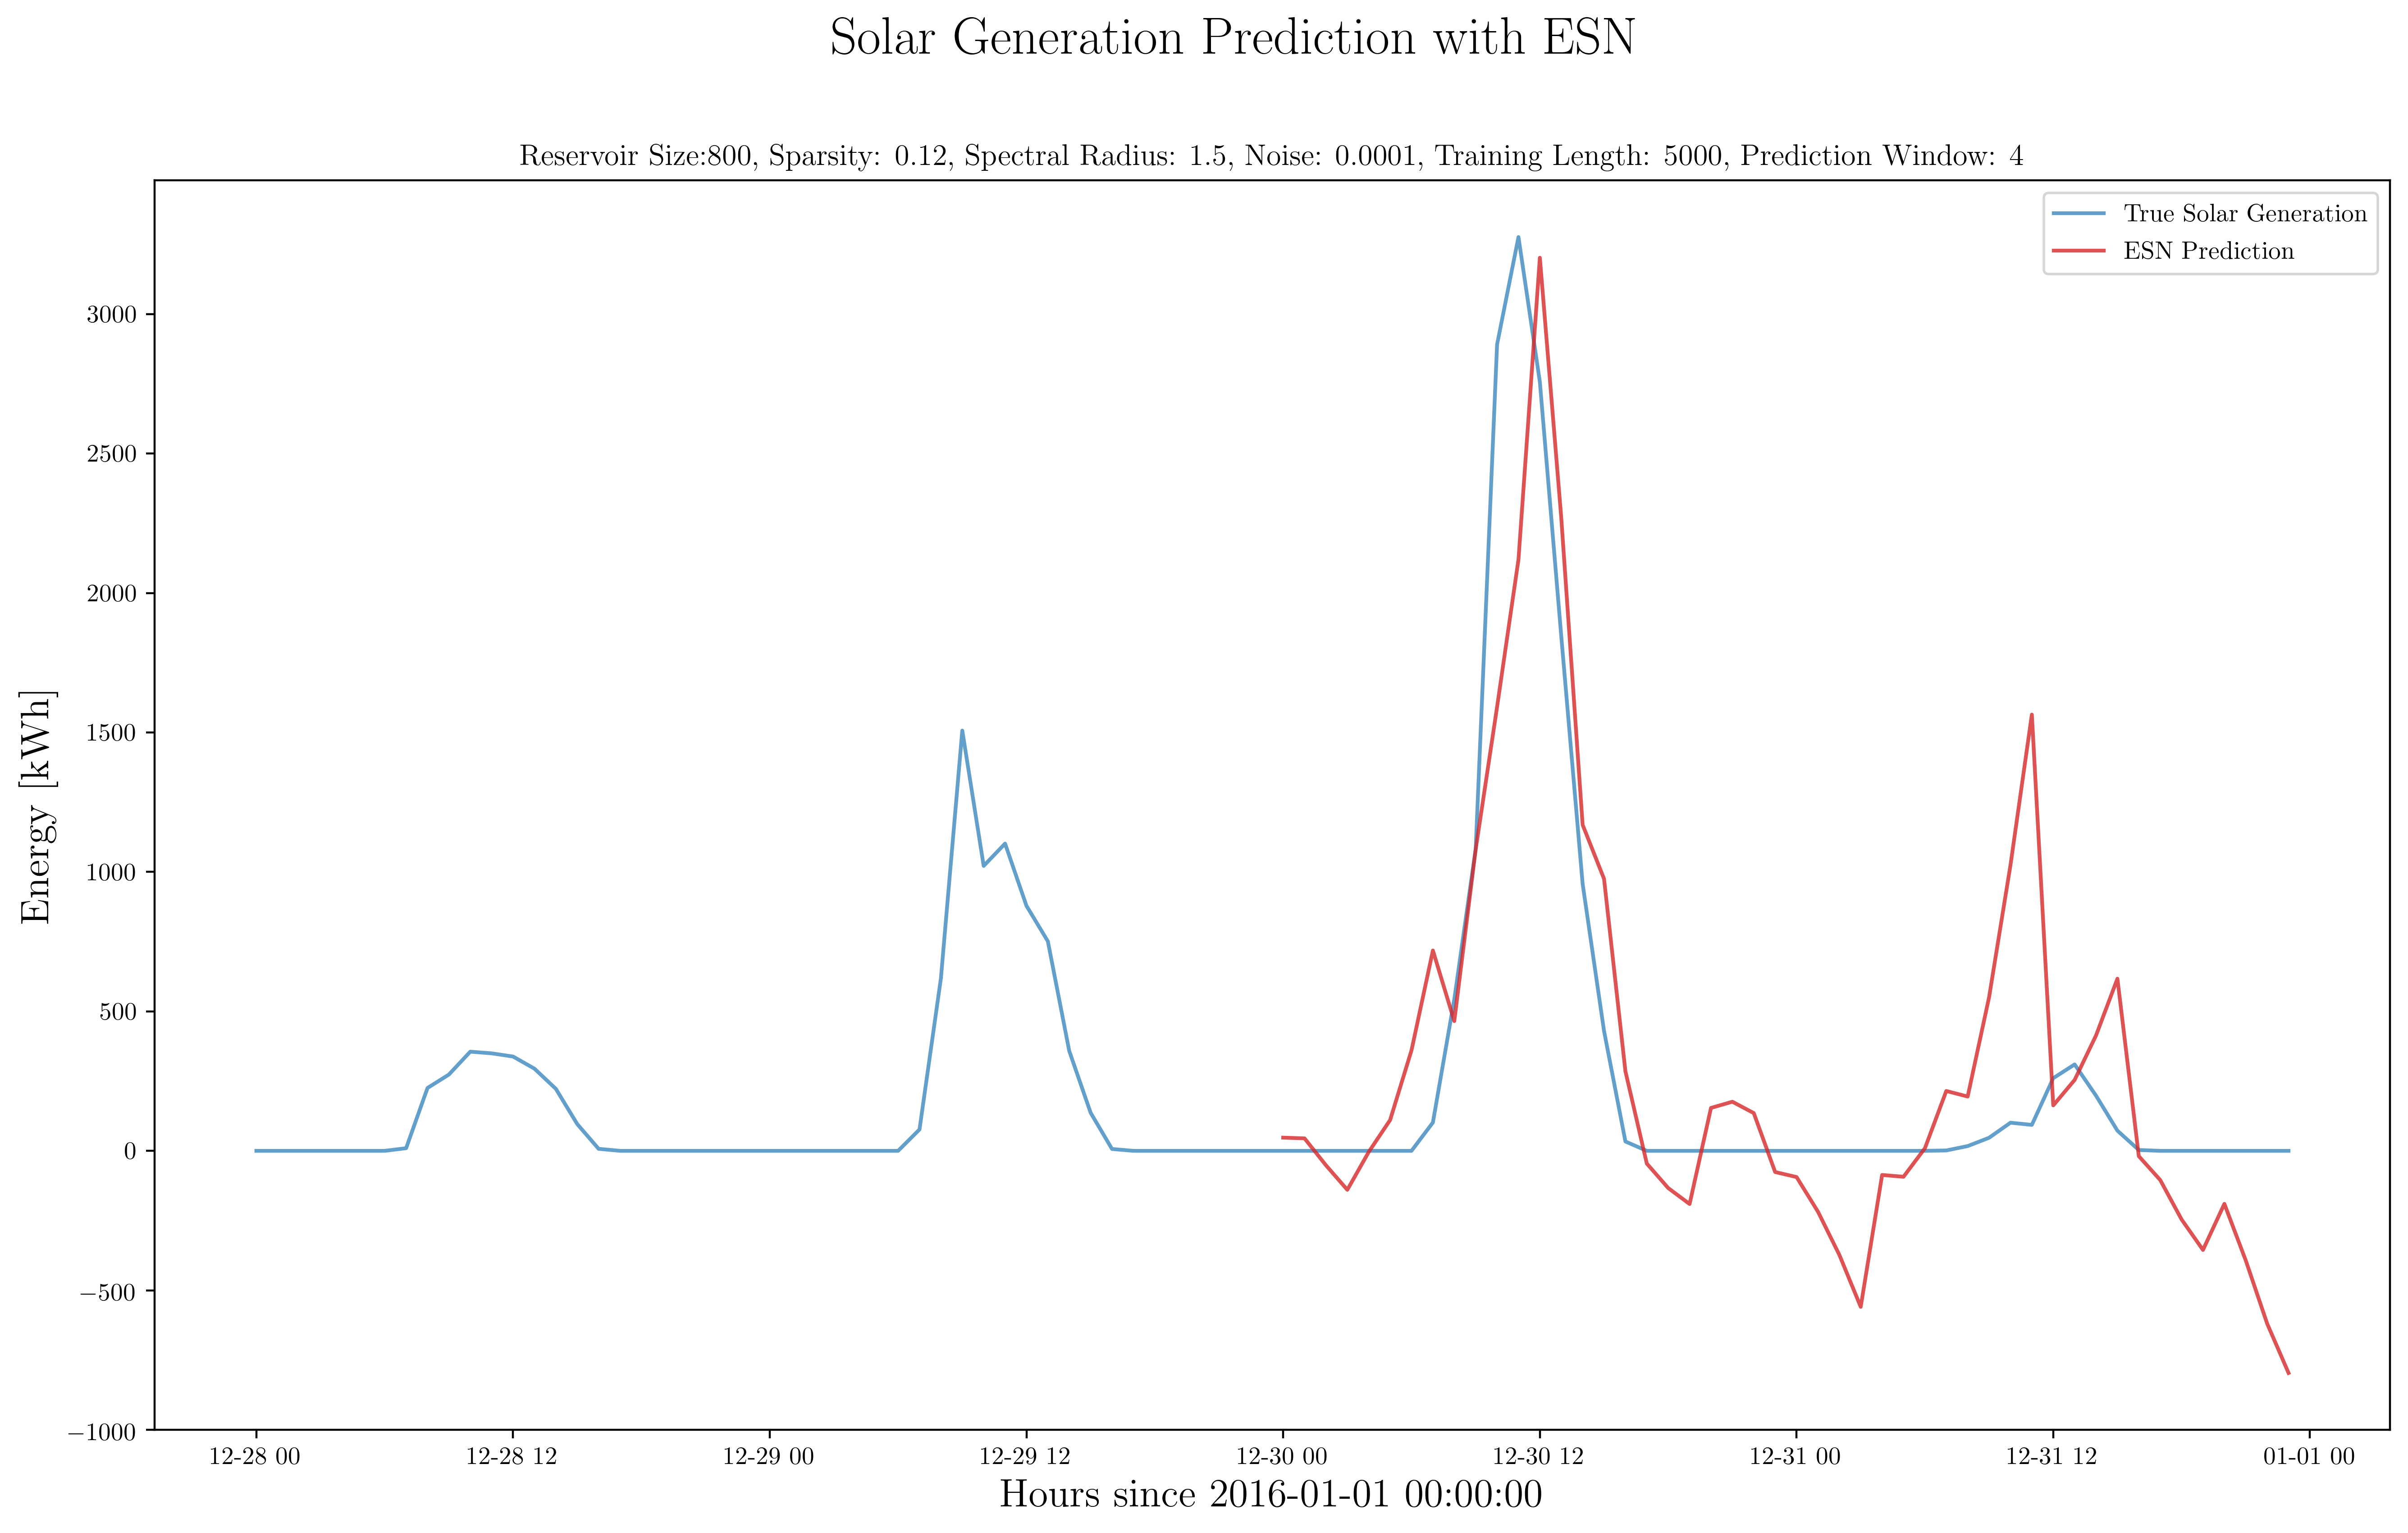 Solar Generation Prediction with ESN
Reservoir Size:800, Sparsity: 0.12, Spectral Radius: 1.5, Noise: 0.0001, Training Length: 5000, Prediction Window: 4
True Solar Generation
ESN Prediction
3000
2500
2000
1500
1000
500
0
−500
−1000
Energy [kWh]
12-28 00 12-28 12 12-29 00 12-29 12 12-30 00 12-30 12 12-31 00 12-31 12 01-01 00
Hours since 2016-01-01 00:00:00